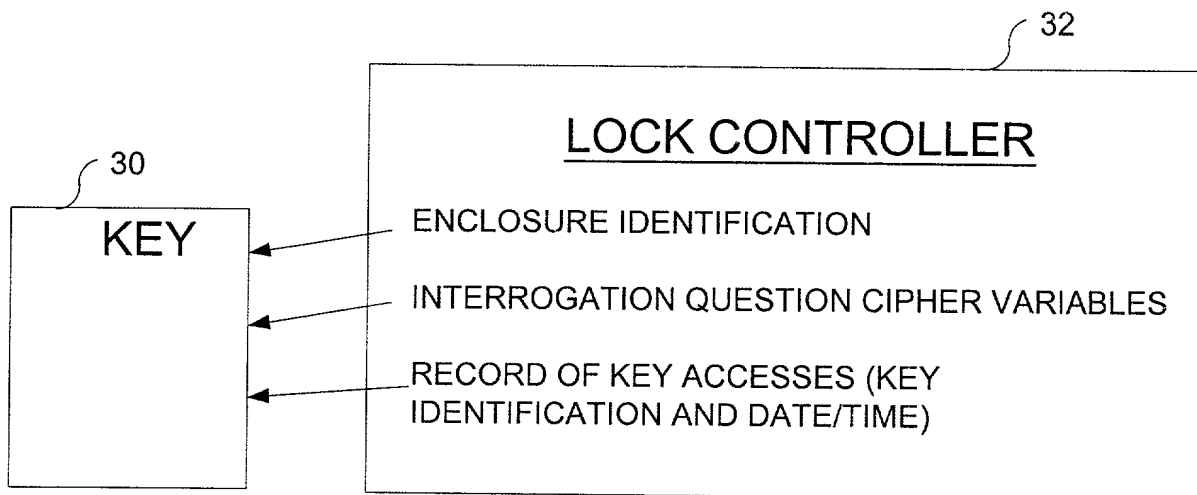 32
LOCK CONTROLLER
30
KEY
ENCLOSURE IDENTIFICATION
INTERROGATION QUESTION CIPHER VARIABLES
RECORD OF KEY ACCESSES (KEY
IDENTIFICATION AND DATE/TIME)